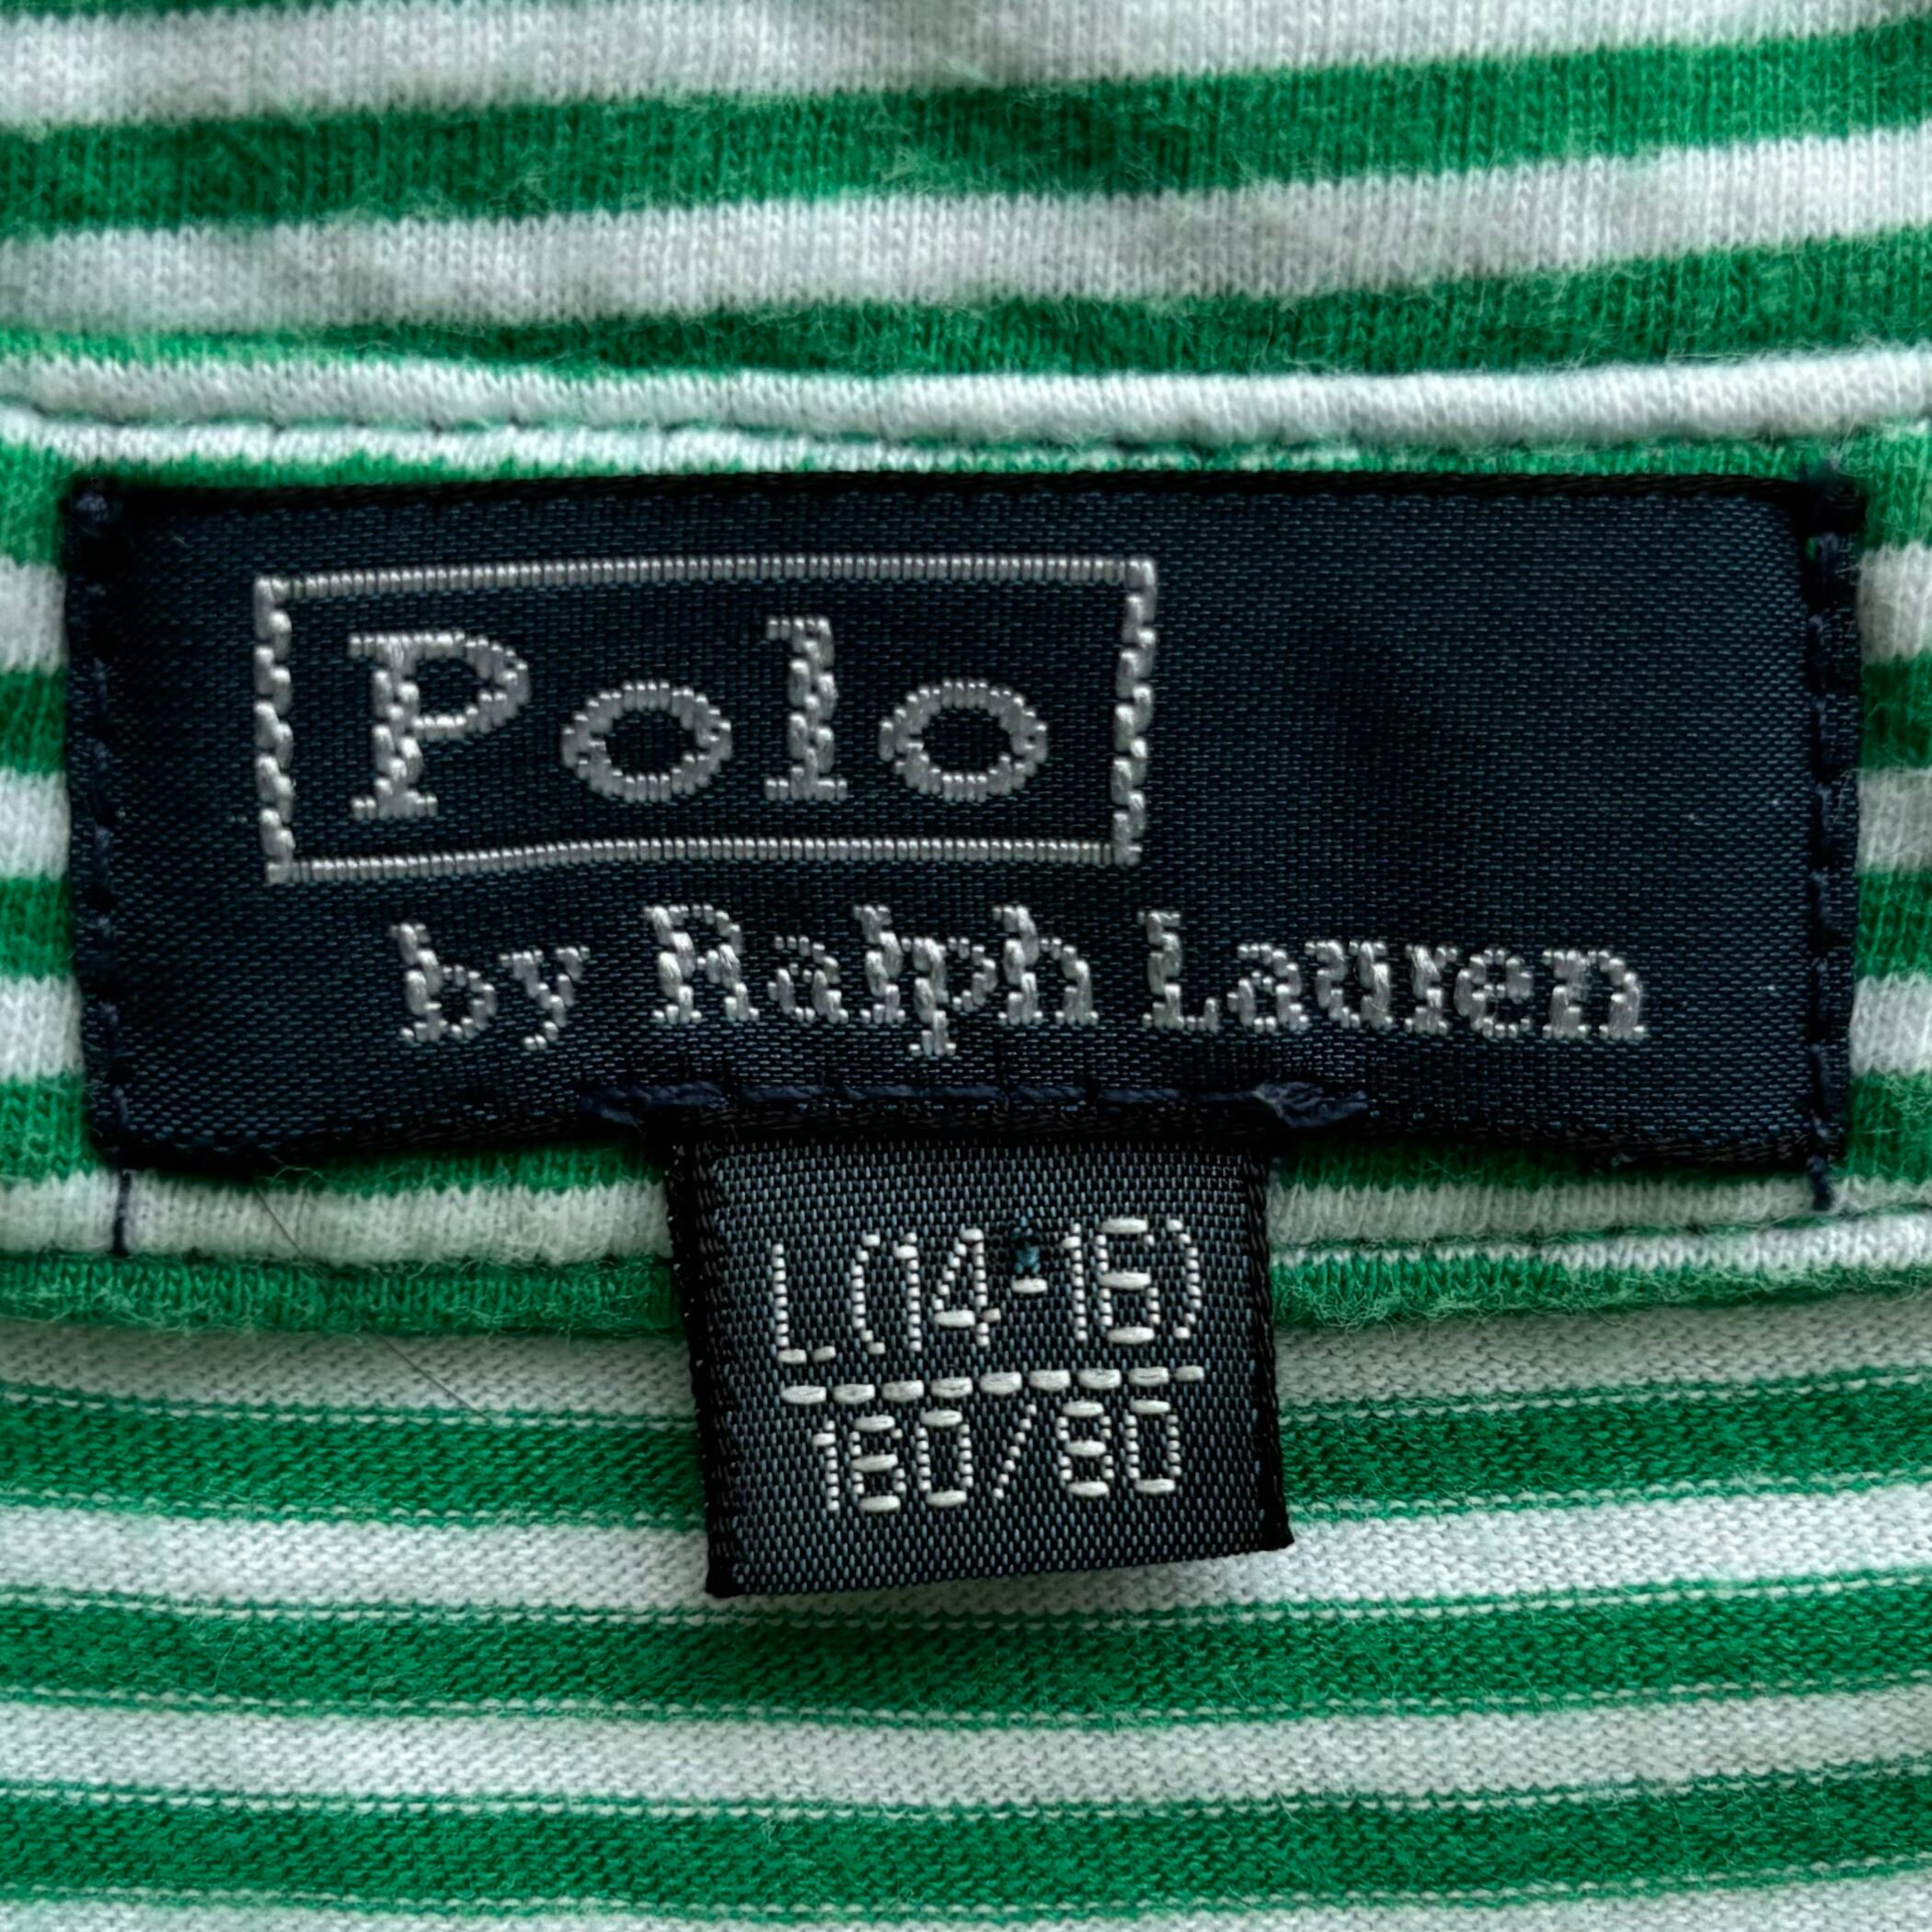 Polo
by Ralph Lauren
L(14-16)
160/80